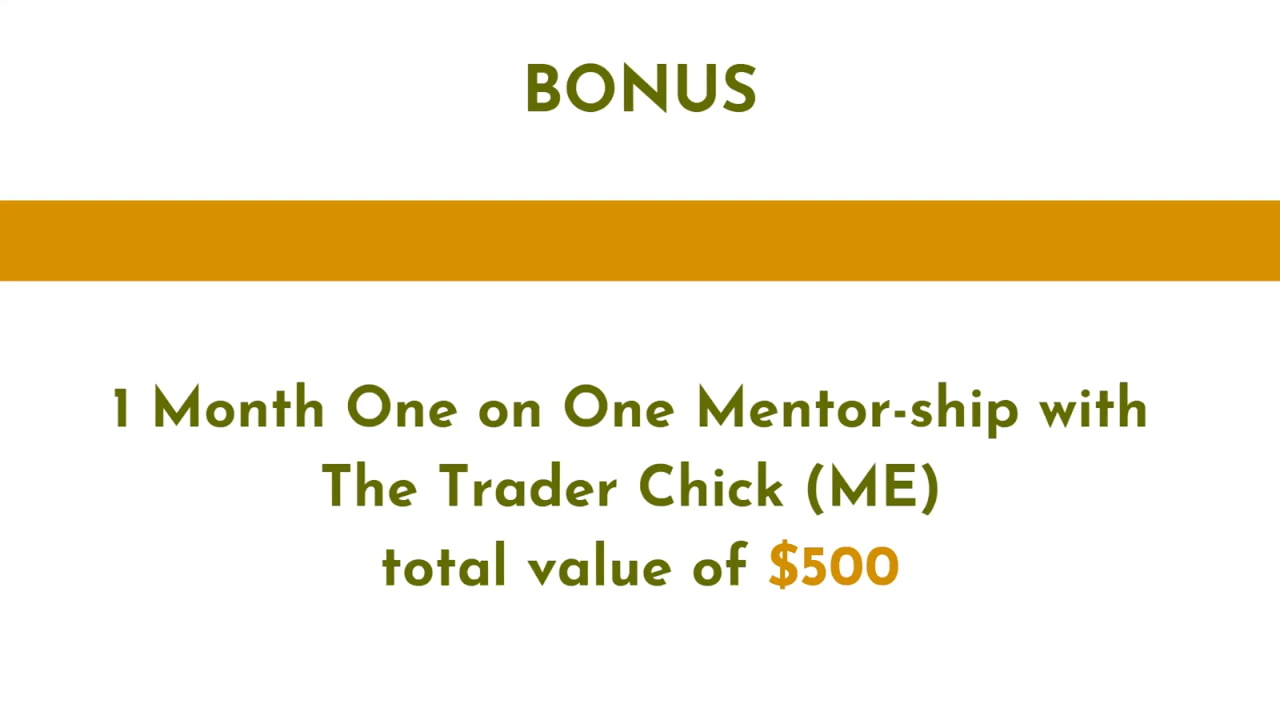 BONUS
1 Month One on One Mentor-ship with
The Trader Chick (ME)
total value of $500